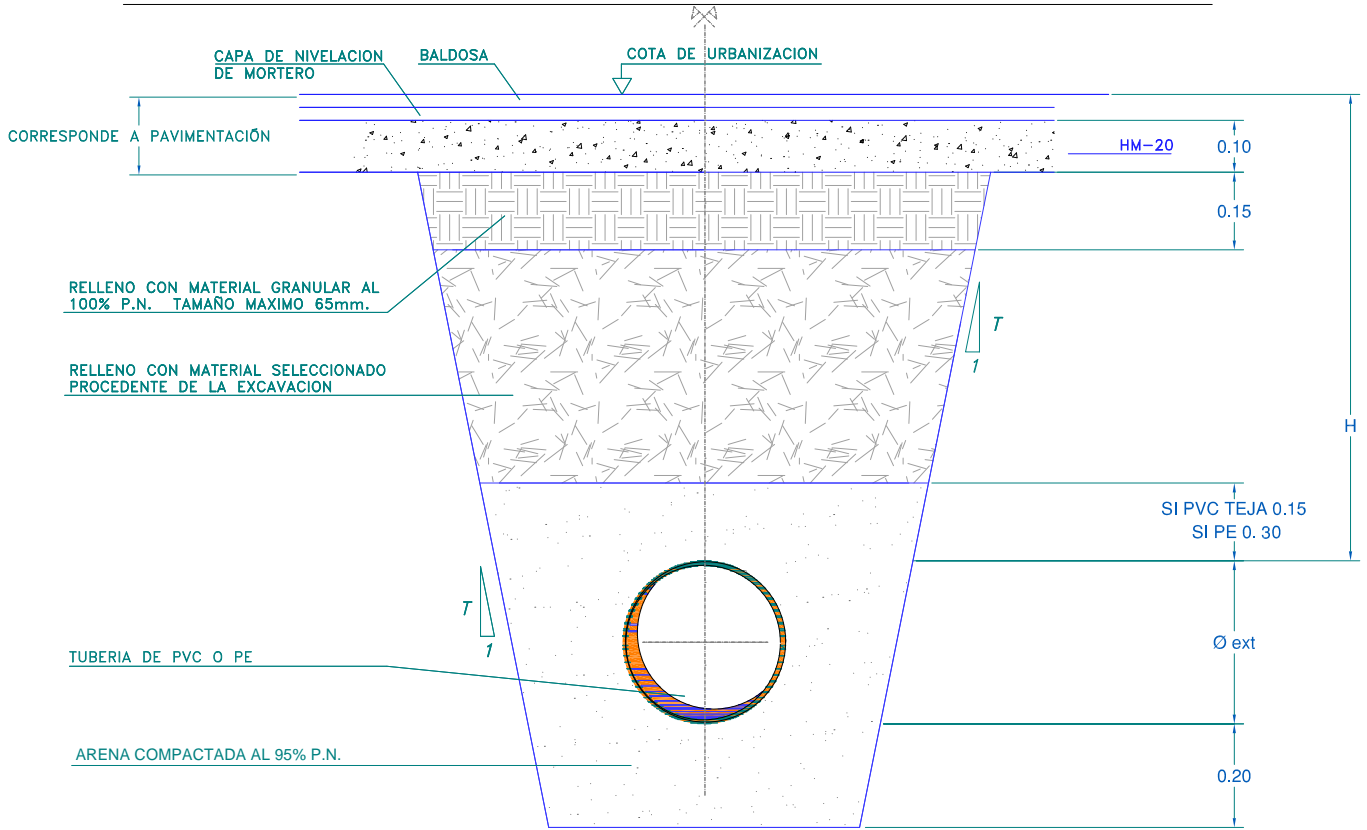 CAPA DE NIVELACION
DE MORTERO
BALDOSA
COTA DE URBANIZACION
CORRESPONDE A PAVIMENTACIÓN
HM-20
0.10
0.15
RELLENO CON MATERIAL GRANULAR AL
100% P.N. TAMAÑO MAXIMO 65mm.
T
1
RELLENO CON MATERIAL SELECCIONADO
PROCEDENTE DE LA EXCAVACION
H
SI PVC TEJA 0.15
SI PE 0. 30
T
1
Ø ext
TUBERIA DE PVC O PE
ARENA COMPACTADA AL 95% P.N.
0.20